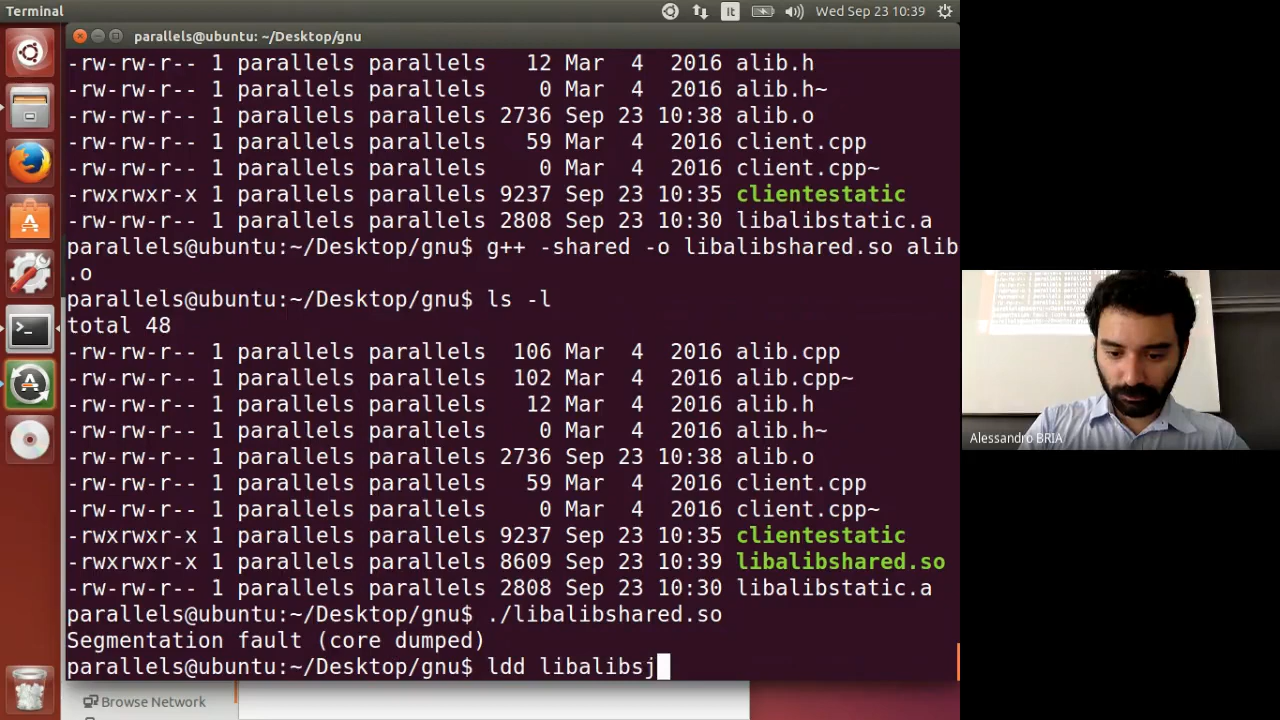 Terminal
It
Wed Sep 23 10:39
parallels@ubuntu: ~/Desktop/gnu
-rw-rw-r-- 1 parallels parallels 12 Mar 4 2016 alib.h
-rw-rw-r-- 1 parallels parallels 0 Mar 4 2016 alib.h~
-rw-rw-r-- 1 parallels parallels 2736 Sep 23 10:38 alib.o
-rw-rw-r-- 1 parallels parallels 59 Mar 4 2016 client.cpp
-rw-rw-r-- 1 parallels parallels 0 Mar 4 2016 client.cpp~
-rwxrwxr-x 1 parallels parallels 9237 Sep 23 10:35 clientestatic
-rw-rw-r-- 1 parallels parallels 2808 Sep 23 10:30 libalibstatic.a
parallels@ubuntu:~/Desktop/gnu$ g++ -shared -o libalibshared.so alib
.o
parallels@ubuntu:~/Desktop/gnu$ ls -l
total 48
-rw-rw-r-- 1 parallels parallels 106 Mar 4 2016 alib.cpp
-rw-rw-r-- 1 parallels parallels 102 Mar 4 2016 alib.cpp~
-rw-rw-r-- 1 parallels parallels 12 Mar 4 2016 alib.h
-rw-rw-r-- 1 parallels parallels 0 Mar 4 2016 alib.h~
-rw-rw-r-- 1 parallels parallels 2736 Sep 23 10:38 alib.o
-rw-rw-r-- 1 parallels parallels 59 Mar 4 2016 client.cpp
-rw-rw-r-- 1 parallels parallels 0 Mar 4 2016 client.cpp~
-rwxrwxr-x 1 parallels parallels 9237 Sep 23 10:35 clientestatic
-rwxrwxr-x 1 parallels parallels 8609 Sep 23 10:39 libalibshared.so
-rw-rw-r-- 1 parallels parallels 2808 Sep 23 10:30 libalibstatic.a
parallels@ubuntu:~/Desktop/gnu$ ./libalibshared.so
Segmentation fault (core dumped)
parallels@ubuntu:~/Desktop/gnu$ ldd libalibsj
Browse Network
Alessandro BRIA